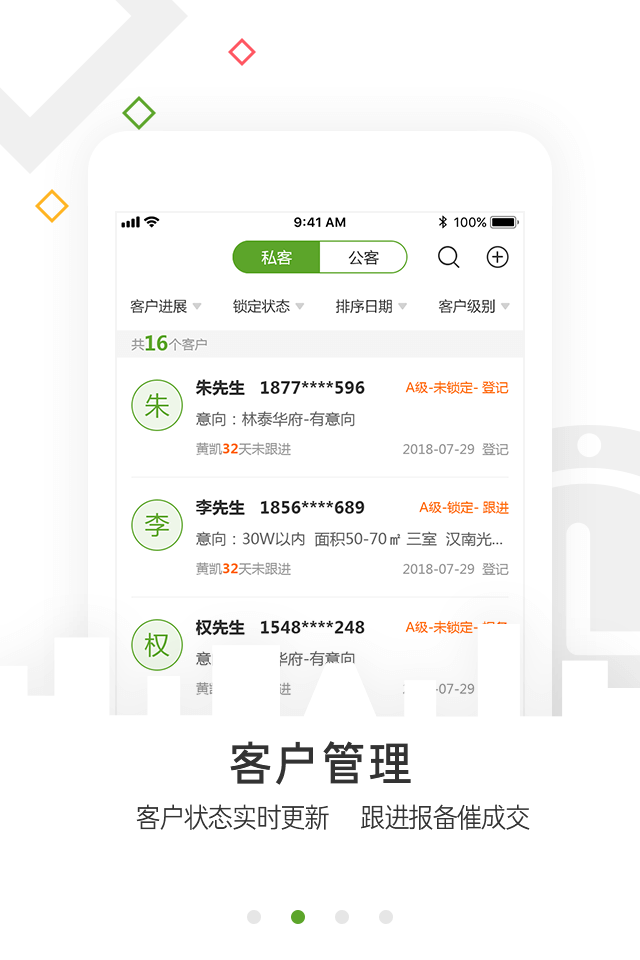 9:41 AM 100%
私客 公客
客户进展 锁定状态 排序日期 客户级别
共16个客户
朱
朱先生 1877****596 A级-未锁定- 登记
意向：林泰华府-有意向
黄凯32天未跟进 2018-07-29 登记
李
李先生 1856****689 A级-锁定- 跟进
意向：30W以内 面积50-70㎡ 三室 汉南光...
黄凯32天未跟进 2018-07-29 登记
权
权先生 1548****248 A级-未锁定-
意 华府-有意向
黄 进 -07-29
客户管理
客户状态实时更新 跟进报备催成交